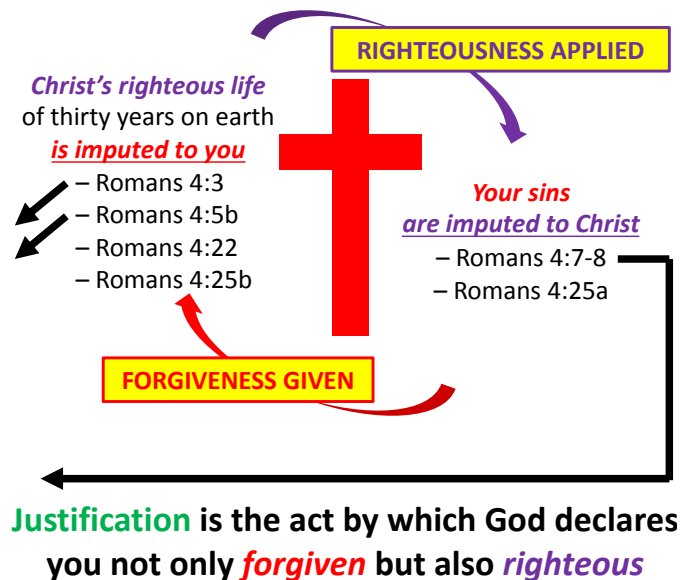 RIGHTEOUSNESS APPLIED
Christ's righteous life
of thirty years on earth
is imputed to you
– Romans 4:3
– Romans 4:5b
– Romans 4:22
– Romans 4:25b
Your sins
are imputed to Christ
– Romans 4:7-8
– Romans 4:25a
FORGIVENESS GIVEN
Justification is the act by which God declares
you not only forgiven but also righteous